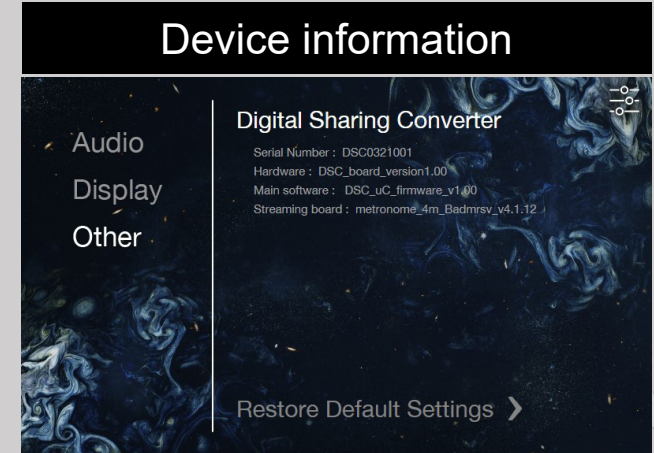 Device information
Audio
Display
Other
Digital Sharing Converter
Serial Number : DSC0321001
Hardware : DSC_board_version1.00
Main software : DSC_uC_firmware_v1.00
Streaming board : metronome_4m_Badmrsv_v4.1.12
Restore Default Settings ❯